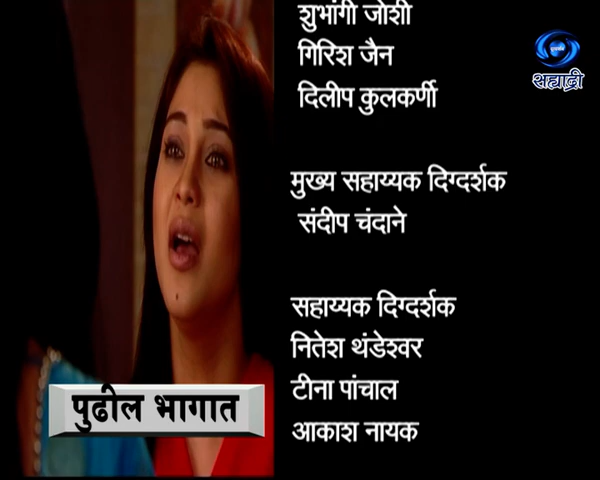 शुभांगी जोशी
गिरिश जैन
दिलीप कुलकर्णी
सह्याद्री
मुख्य सहाय्यक दिग्दर्शक
संदीप चंदाने
सहाय्यक दिग्दर्शक
नितेश थंडेश्वर
टीना पांचाल
आकाश नायक
पुढील भागात